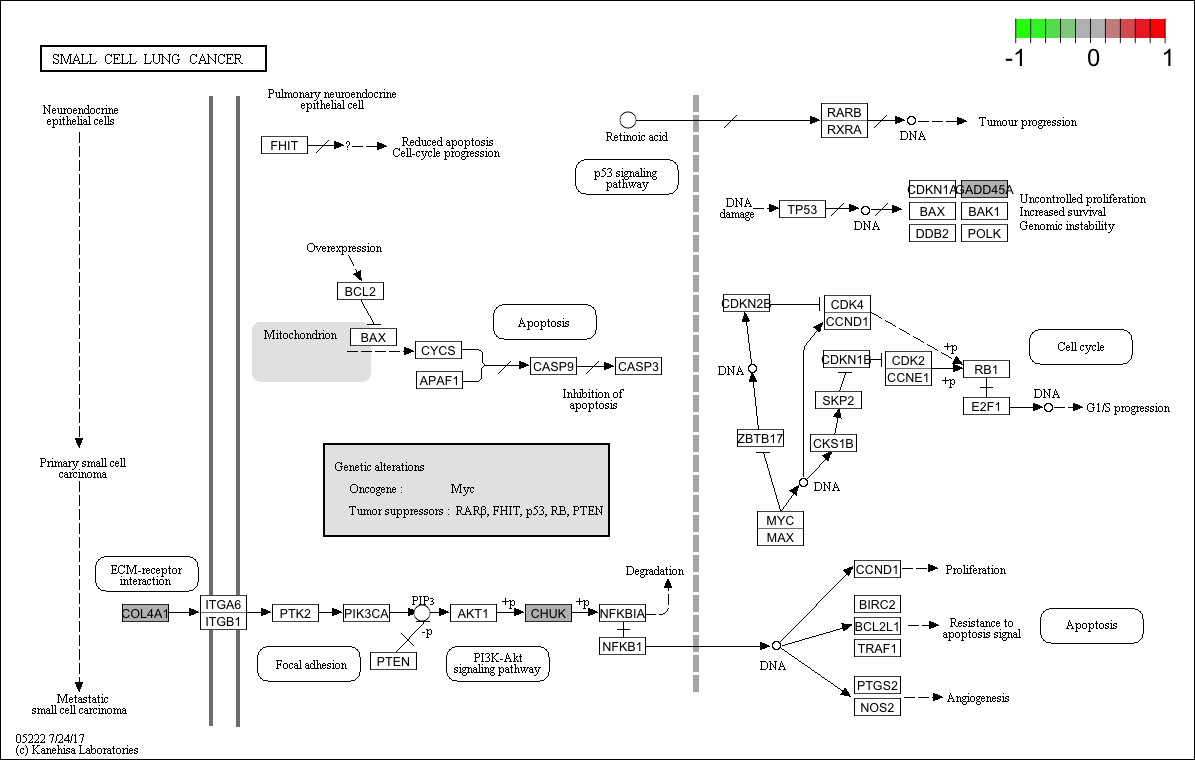 -1
0
1
SMALL CELL LUNG CANCER
Neuroendocrine
epithelial cells
Pulmonary neuroendocrine
epithelial cell
FHIT
?
Reduced apoptosis
Cell-cycle progression
Retinoic acid
RARB
RXRA
DNA
Tumour progression
p53 signaling
pathway
DNA
damage
TP53
DNA
CDKN1A
GADD45A
BAX
BAK1
DDB2
POLK
Uncontrolled proliferation
Increased survival
Genomic instability
Overexpression
BCL2
Mitochondrion
BAX
CYCS
APAF1
Apoptosis
CASP9
CASP3
Inhibition of
apoptosis
CDKN2B
CDK4
CCND1
DNA
CDKN1B
CDK2
CCNE1
+p
+p
RB1
E2F1
DNA
G1/S progression
Cell cycle
SKP2
ZBTB17
CKS1B
DNA
MYC
MAX
Primary small cell
carcinoma
Genetic alterations
Oncogene : Myc
Tumor suppressors : RARβ, FHIT, p53, RB, PTEN
ECM-receptor
interaction
COL4A1
ITGA6
ITGB1
PTK2
PIK3CA
PIP3
-p
PTEN
AKT1
+p
CHUK
+p
NFKBIA
NFKB1
Degradation
Focal adhesion
PI3K-Akt
signaling pathway
DNA
CCND1
Proliferation
BIRC2
BCL2L1
TRAF1
Resistance to
apoptosis signal
Apoptosis
PTGS2
NOS2
Angiogenesis
Metastatic
small cell carcinoma
05222 7/24/17
(c) Kanehisa Laboratories